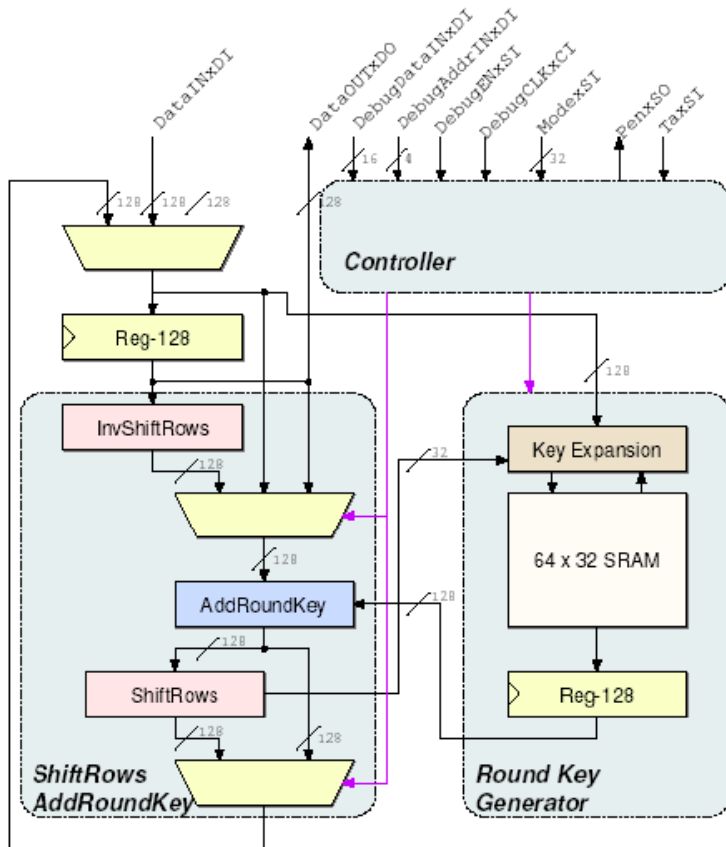 DataINxDI
DataOUTxDO
DebugDataINxDI
DebugAddrINxDI
DebugENxSI
DebugCLKxCI
ModexSI
PenxSO
TaxSI
16
4
32
128
128
128
128
Controller
Reg-128
128
InvShiftRows
Key Expansion
128
32
64 x 32 SRAM
128
AddRoundKey
128
128
ShiftRows
Reg-128
128
128
ShiftRows
AddRoundKey
Round Key
Generator